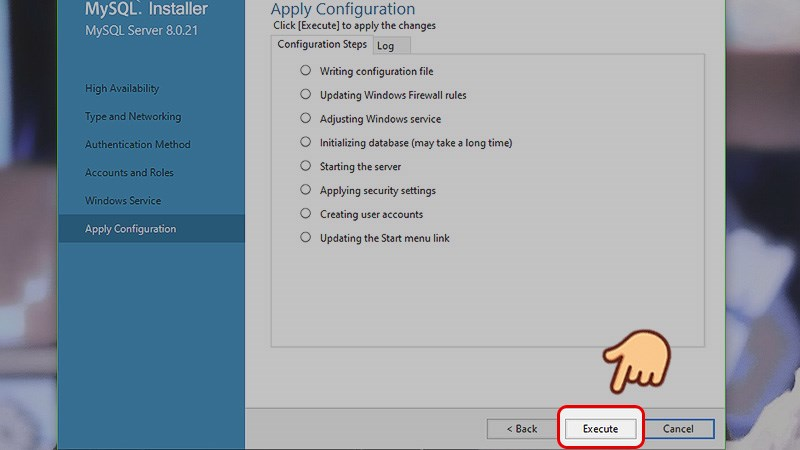 MySQL. Installer
MySQL Server 8.0.21
High Availability
Type and Networking
Authentication Method
Accounts and Roles
Windows Service
Apply Configuration
Apply Configuration
Click [Execute] to apply the changes
Configuration Steps Log
Writing configuration file
Updating Windows Firewall rules
Adjusting Windows service
Initializing database (may take a long time)
Starting the server
Applying security settings
Creating user accounts
Updating the Start menu link
< Back Execute Cancel